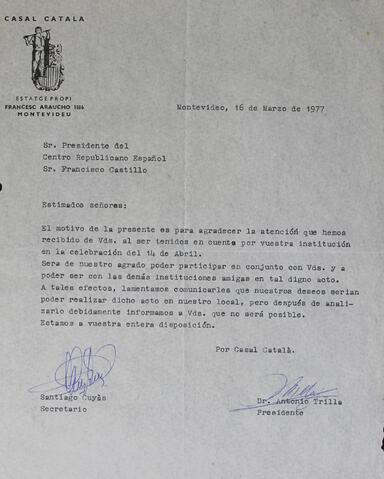 CASAL CATALA
ESTATGE PROPI
FRANCESC ARAUCHO 1186
MONTEVIDEU
Montevideo, 16 de Marzo de 1977
Sr. Presidente del
Centro Republicano Español
Sr. Francisco Castillo
Estimados señores:
El motivo de la presente es para agradecer la atención que hemos
recibido de Vds. al ser tenidos en cuenta por vuestra institución
en la celebración del 14 de Abril.
Sera de nuestro agrado poder participar en conjunto con Vds. y a
poder ser con las demás instituciones amigas en tal digno acto.
A tales efectos, lamentamos comunicarles que nuestros deseos serian
poder realizar dicho acto en nuestro local, pero después de anali-
zarlo debidamente informamos a Vds. que no será posible.
Estamos a vuestra entera disposición.
Por Casal Català.
Santiago Cuyàs
Secretario
Dr. Antonio Trilla
Presidente